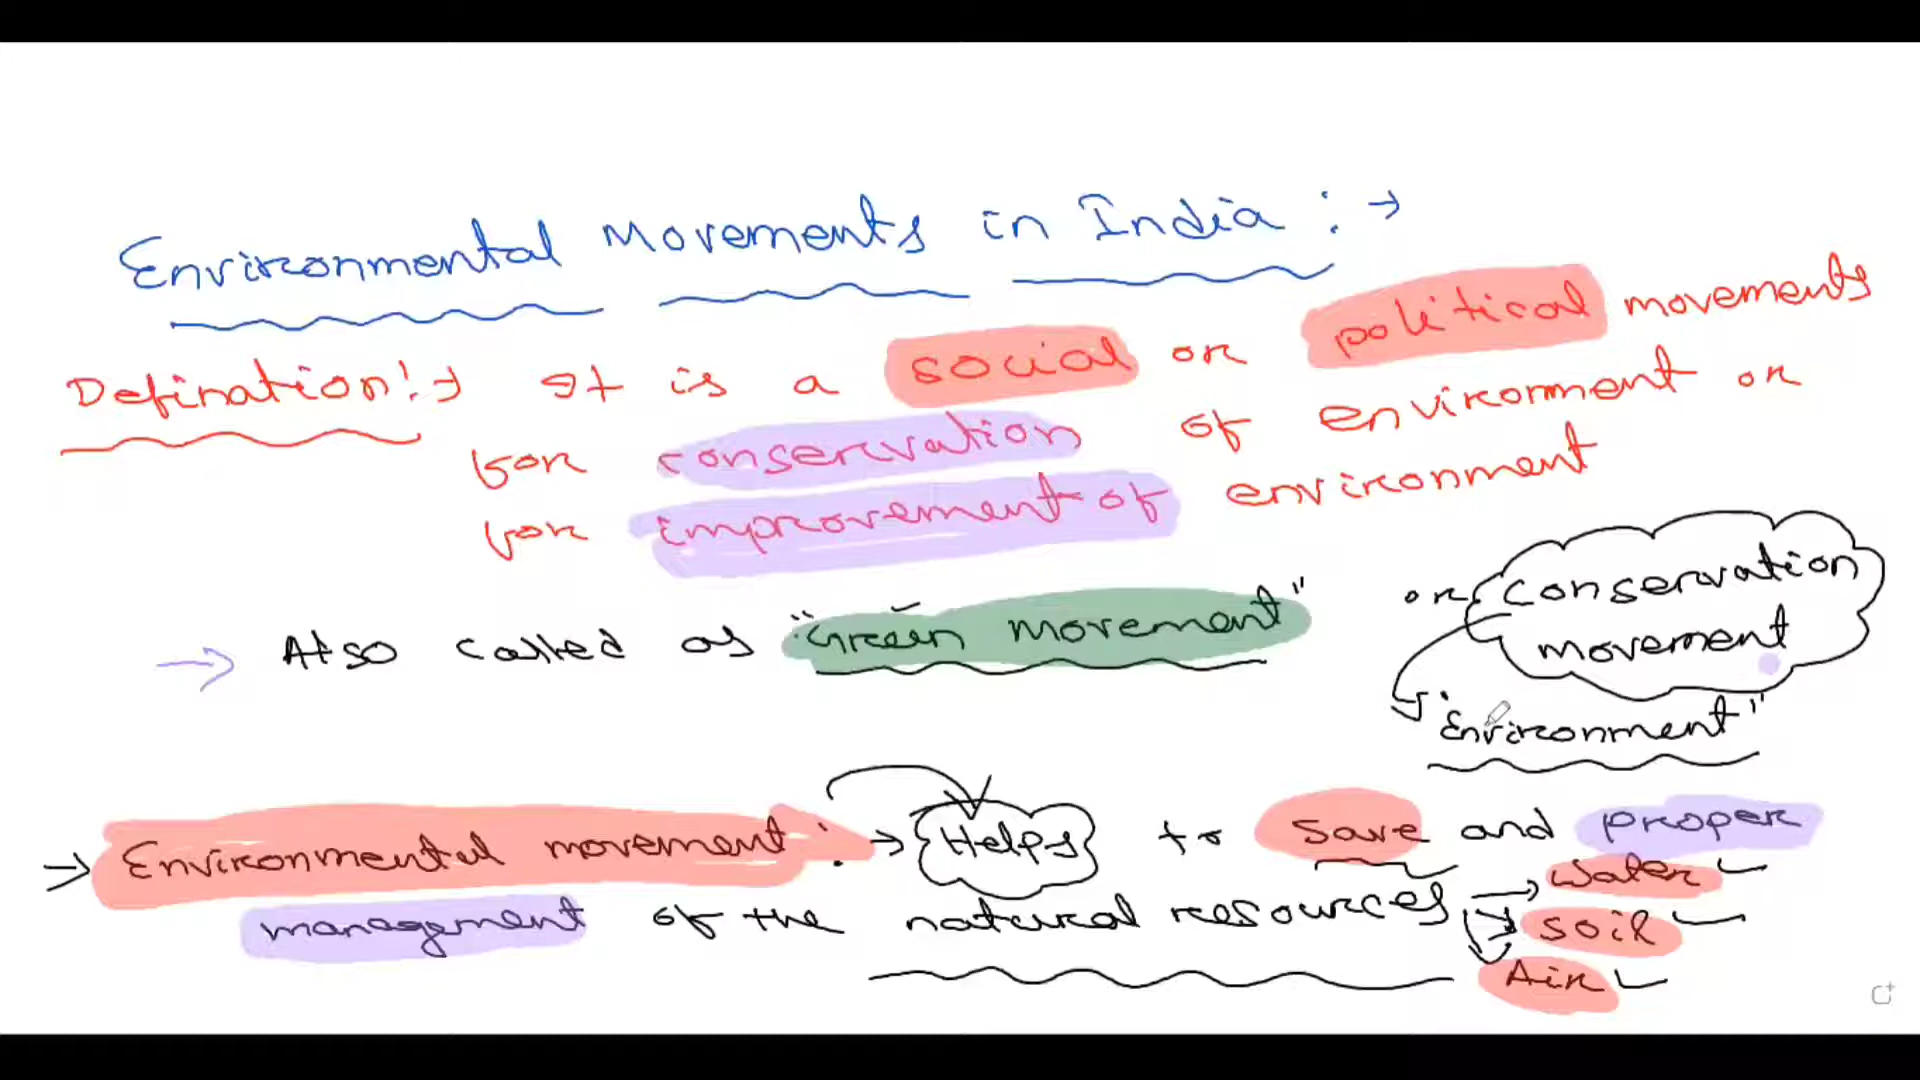 Environmental Movements in India :→
Defination:→ It is a social or political movements
for conservation of environment or
for improvement of environment
→ Also called as "Green movement" or conservation
movement
"Environment"
→ Environmental movement :→ Helps to save and proper
management of the natural resources → water
soil
Air